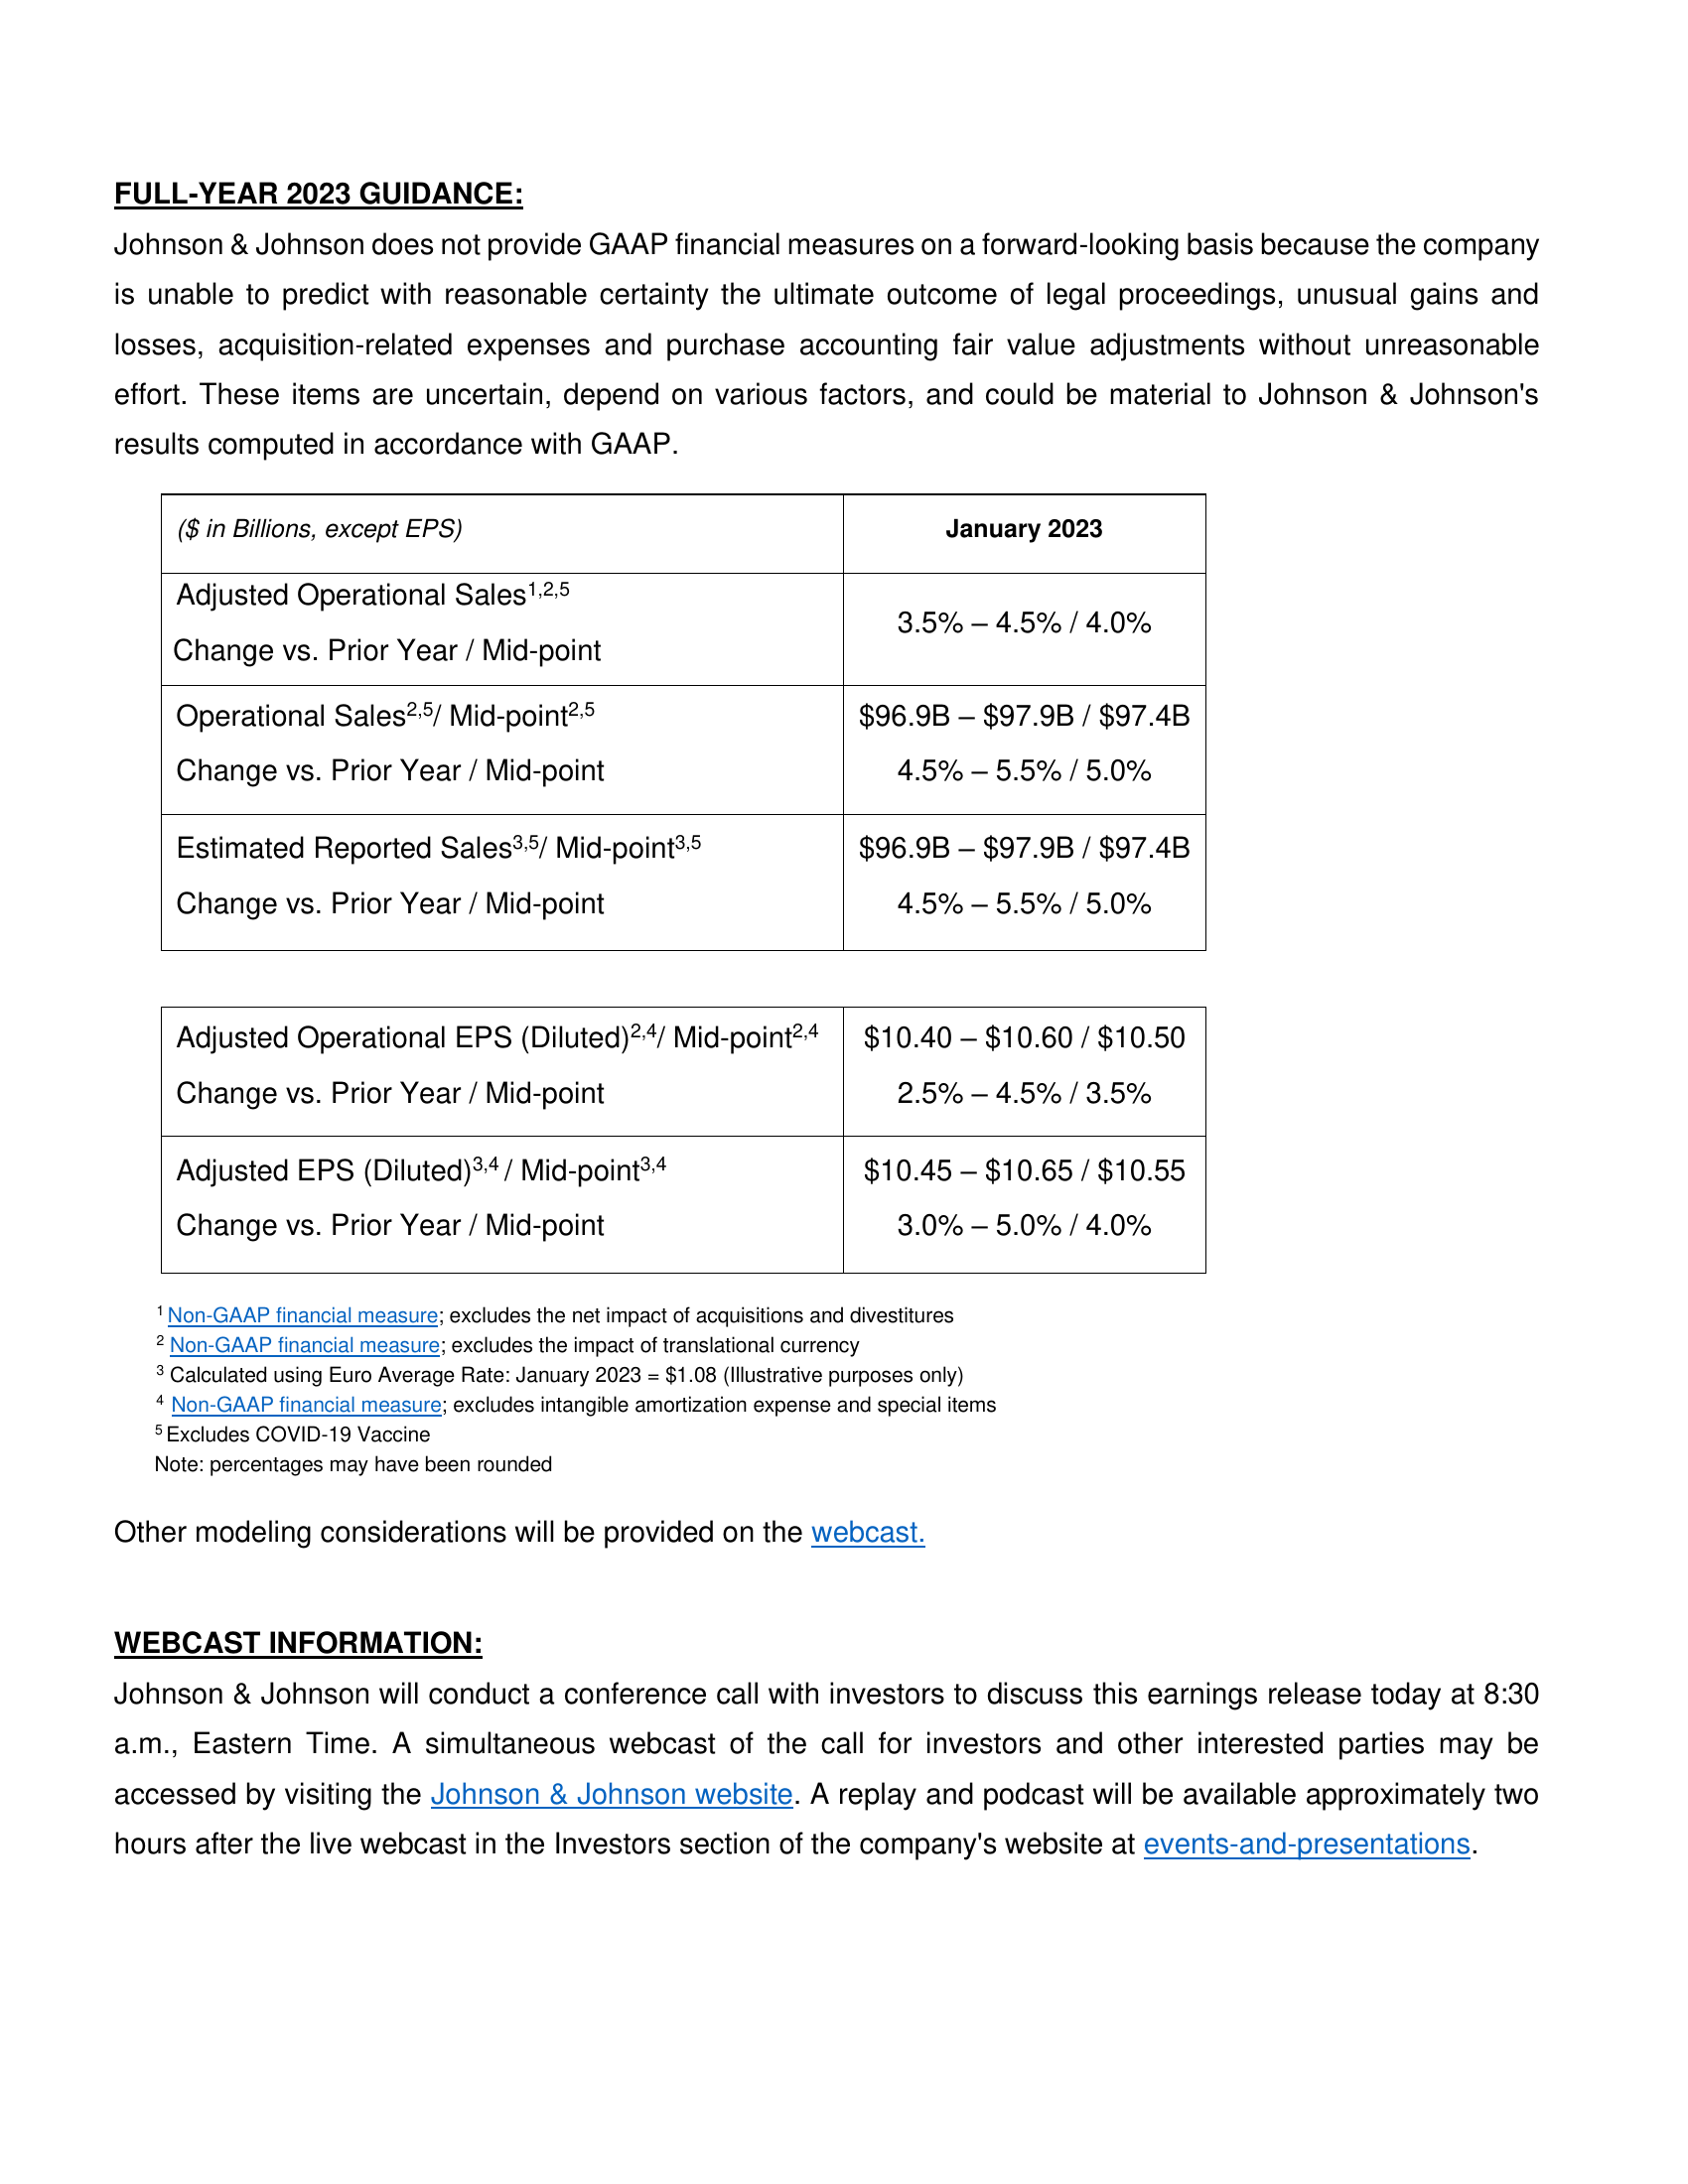 FULL-YEAR 2023 GUIDANCE:
Johnson & Johnson does not provide GAAP financial measures on a forward-looking basis because the company
is unable to predict with reasonable certainty the ultimate outcome of legal proceedings, unusual gains and
losses, acquisition-related expenses and purchase accounting fair value adjustments without unreasonable
effort. These items are uncertain, depend on various factors, and could be material to Johnson & Johnson's
results computed in accordance with GAAP.
($ in Billions, except EPS) January 2023
Adjusted Operational Sales1,2,5
Change vs. Prior Year / Mid-point
3.5% – 4.5% / 4.0%
Operational Sales2,5/ Mid-point2,5 $96.9B – $97.9B / $97.4B
Change vs. Prior Year / Mid-point 4.5% – 5.5% / 5.0%
Estimated Reported Sales3,5/ Mid-point3,5 $96.9B – $97.9B / $97.4B
Change vs. Prior Year / Mid-point 4.5% – 5.5% / 5.0%
Adjusted Operational EPS (Diluted)2,4/ Mid-point2,4 $10.40 – $10.60 / $10.50
Change vs. Prior Year / Mid-point 2.5% – 4.5% / 3.5%
Adjusted EPS (Diluted)3,4 / Mid-point3,4 $10.45 – $10.65 / $10.55
Change vs. Prior Year / Mid-point 3.0% – 5.0% / 4.0%
1 Non-GAAP financial measure; excludes the net impact of acquisitions and divestitures
2 Non-GAAP financial measure; excludes the impact of translational currency
3 Calculated using Euro Average Rate: January 2023 = $1.08 (Illustrative purposes only)
4 Non-GAAP financial measure; excludes intangible amortization expense and special items
5 Excludes COVID-19 Vaccine
Note: percentages may have been rounded
Other modeling considerations will be provided on the webcast.
WEBCAST INFORMATION:
Johnson & Johnson will conduct a conference call with investors to discuss this earnings release today at 8:30
a.m., Eastern Time. A simultaneous webcast of the call for investors and other interested parties may be
accessed by visiting the Johnson & Johnson website. A replay and podcast will be available approximately two
hours after the live webcast in the Investors section of the company's website at events-and-presentations.